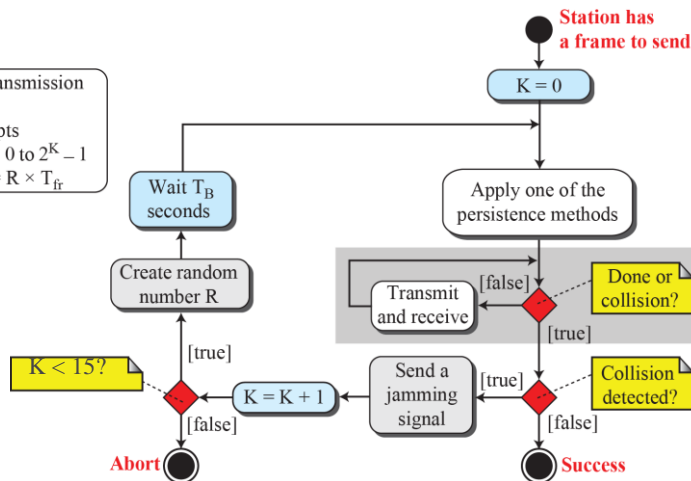 Station has
a frame to send
K = 0
ansmission
pts
0 to 2^K – 1
= R × T_fr
Wait T_B
seconds
Apply one of the
persistence methods
Create random
number R
[false]
Done or
collision?
Transmit
and receive
[true]
[true]
K < 15?
K = K + 1
Send a
jamming
signal
[true]
Collision
detected?
[false]
[false]
Abort
Success